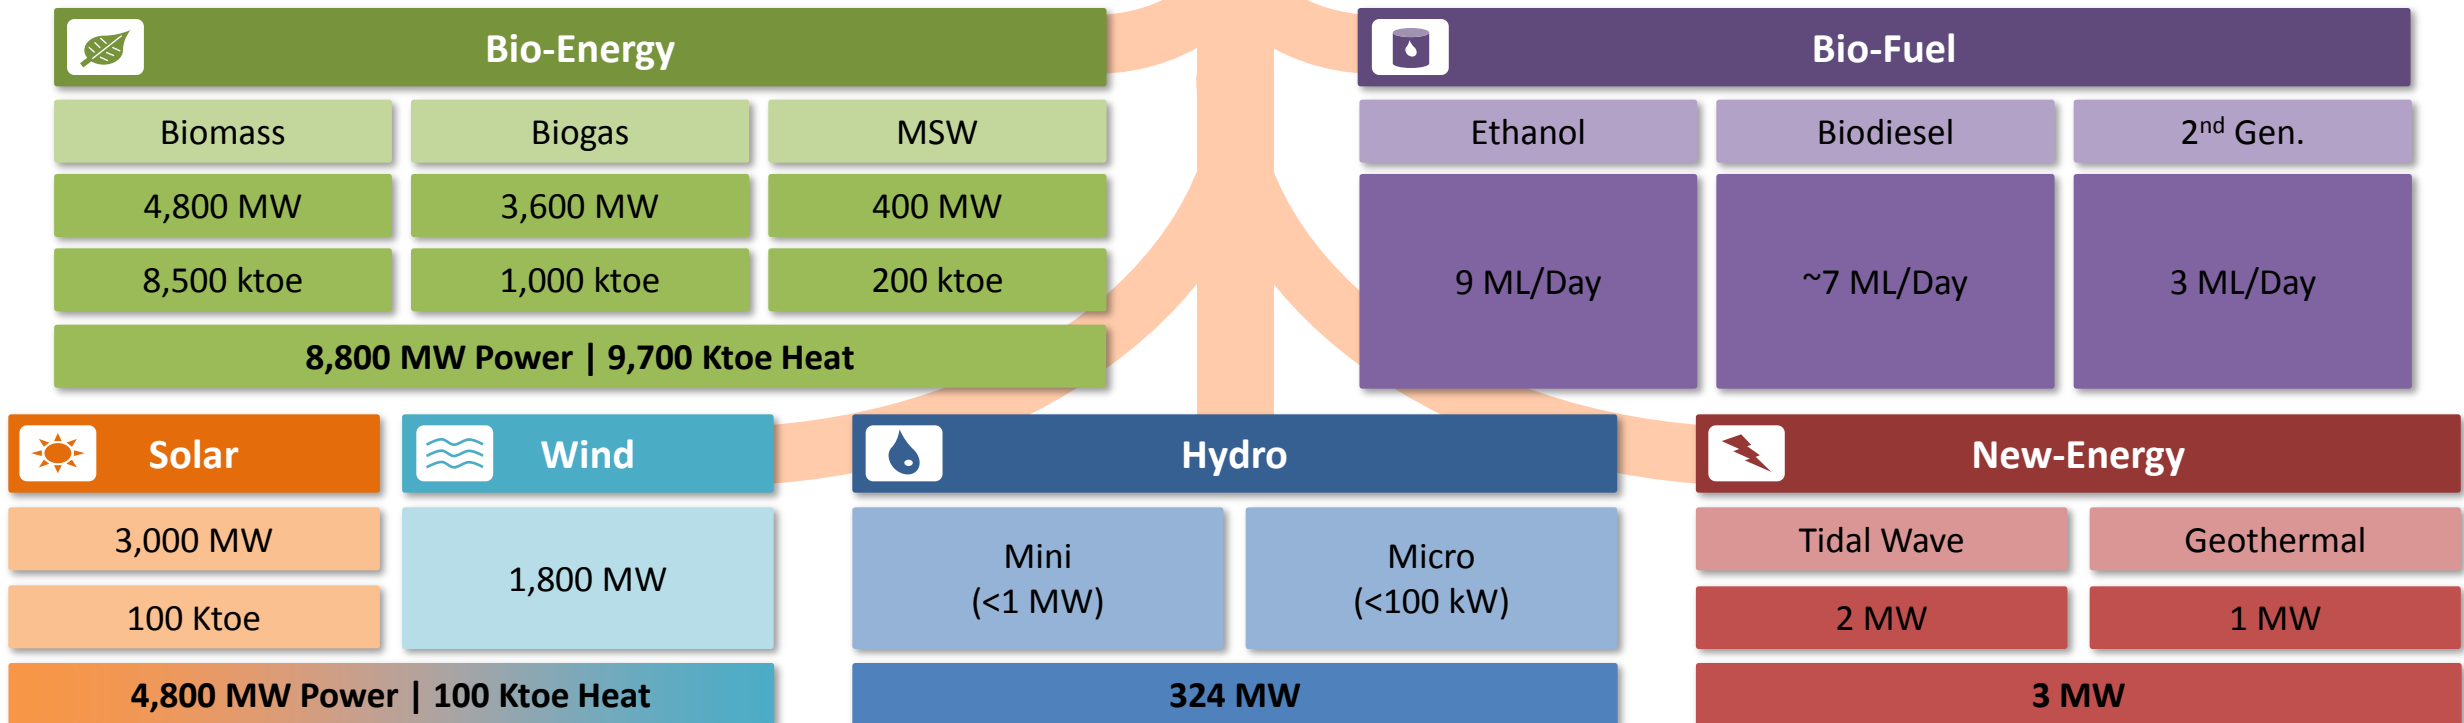 Bio-Energy
Biomass
Biogas
MSW
4,800 MW
3,600 MW
400 MW
8,500 ktoe
1,000 ktoe
200 ktoe
8,800 MW Power | 9,700 Ktoe Heat
Bio-Fuel
Ethanol
Biodiesel
2nd Gen.
9 ML/Day
~7 ML/Day
3 ML/Day
Solar
3,000 MW
100 Ktoe
Wind
1,800 MW
4,800 MW Power | 100 Ktoe Heat
Hydro
Mini
(<1 MW)
Micro
(<100 kW)
324 MW
New-Energy
Tidal Wave
Geothermal
2 MW
1 MW
3 MW